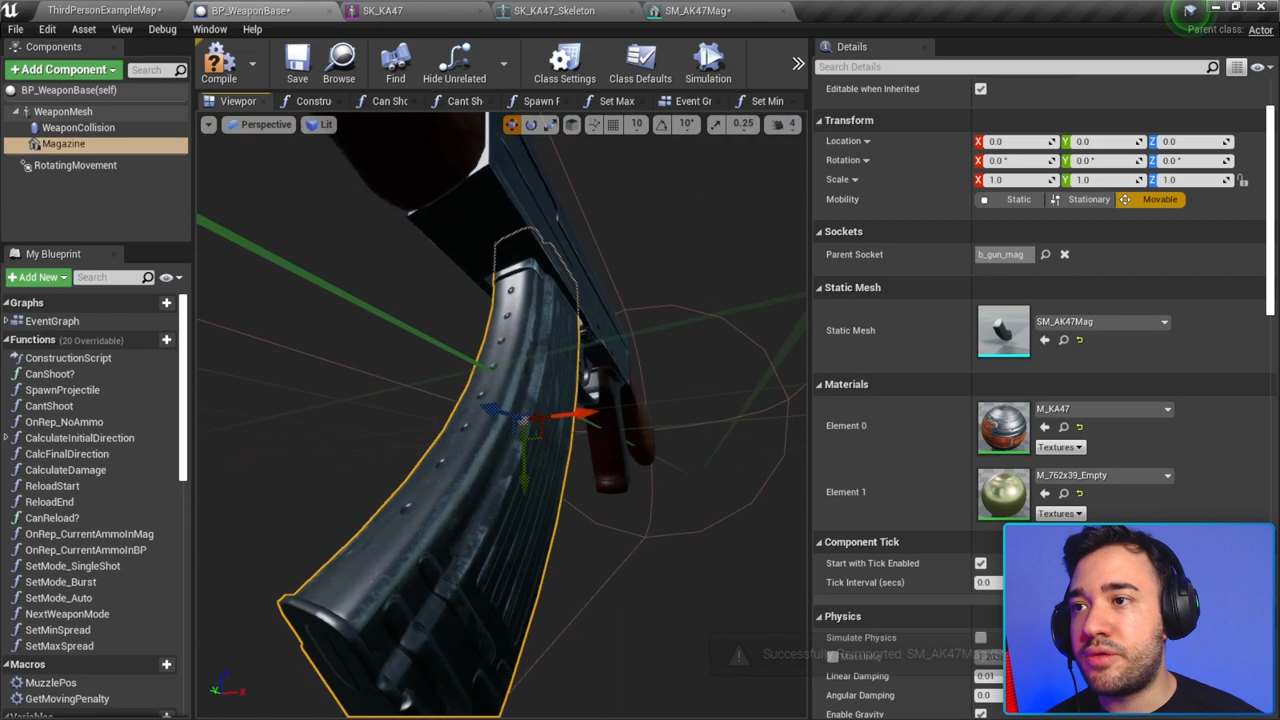 ThirdPersonExampleMap*
BP_WeaponBase*
SK_KA47
SK_KA47_Skeleton
SM_AK47Mag*
Parent class: Actor
File Edit Asset View Debug Window Help
Components
+ Add Component
Search
BP_WeaponBase(self)
WeaponMesh
WeaponCollision
Magazine
RotatingMovement
My Blueprint
+ Add New
Search
Graphs
EventGraph
Functions (20 Overridable)
ConstructionScript
CanShoot?
SpawnProjectile
CantShoot
OnRep_NoAmmo
CalculateInitialDirection
CalcFinalDirection
CalculateDamage
ReloadStart
ReloadEnd
CanReload?
OnRep_CurrentAmmoInMag
OnRep_CurrentAmmoInBP
SetMode_SingleShot
SetMode_Burst
SetMode_Auto
NextWeaponMode
SetMinSpread
SetMaxSpread
Macros
MuzzlePos
GetMovingPenalty
Variables
Compile
Save
Browse
Find
Hide Unrelated
Class Settings
Class Defaults
Simulation
Viewpor
Constru
Can Sh
Cant Sh
Spawn F
Set Max
Event Gr
Set Min
Perspective
Lit
10
10°
0.25
4
Successfully Reimported: SM_AK47Mag
Details
Search Details
Editable when Inherited
Transform
Location X 0.0 Y 0.0 Z 0.0
Rotation X 0.0 ° Y 0.0 ° Z 0.0 °
Scale X 1.0 Y 1.0 Z 1.0
Mobility Static Stationary Movable
Sockets
Parent Socket b_gun_mag
Static Mesh
Static Mesh SM_AK47Mag
Materials
Element 0 M_KA47
Textures
Element 1 M_762x39_Empty
Textures
Component Tick
Start with Tick Enabled
Tick Interval (secs) 0.0
Physics
Simulate Physics
Linear Damping 0.01
Angular Damping 0.0
Enable Gravity